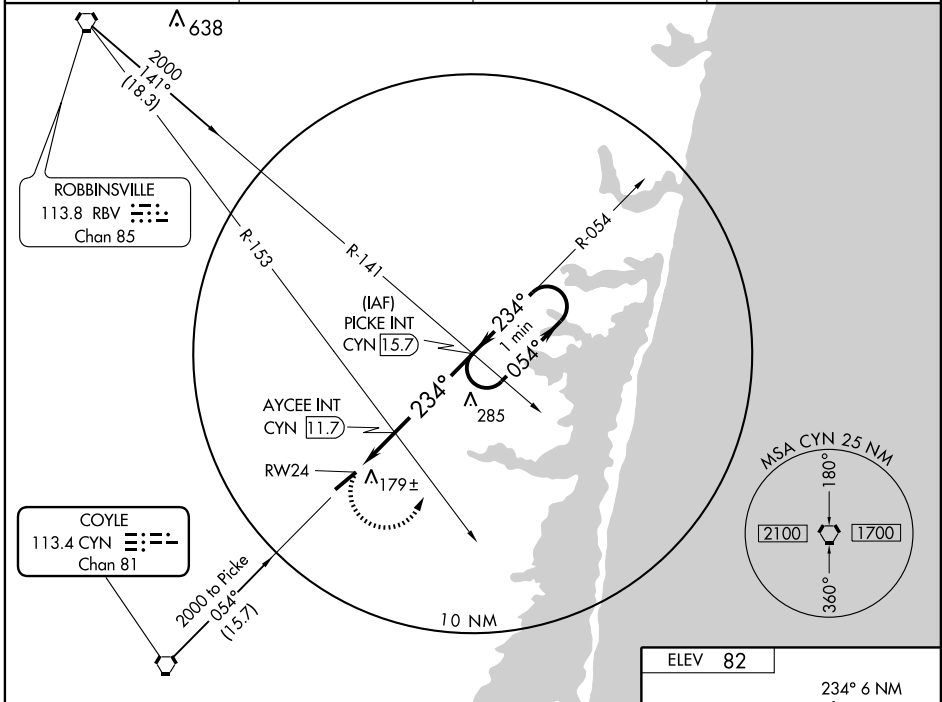 638
2000
141°
(18.3)
ROBBINSVILLE
113.8 RBV
Chan 85
R-153
R-141
R-054
(IAF)
PICKE INT
CYN 15.7
234°
1 min
054°
234°
285
AYCEE INT
CYN 11.7
RW24
179±
COYLE
113.4 CYN
Chan 81
2000 to Picke
054°
(15.7)
10 NM
MSA CYN 25 NM
180°
2100
1700
360°
ELEV 82
234° 6 NM